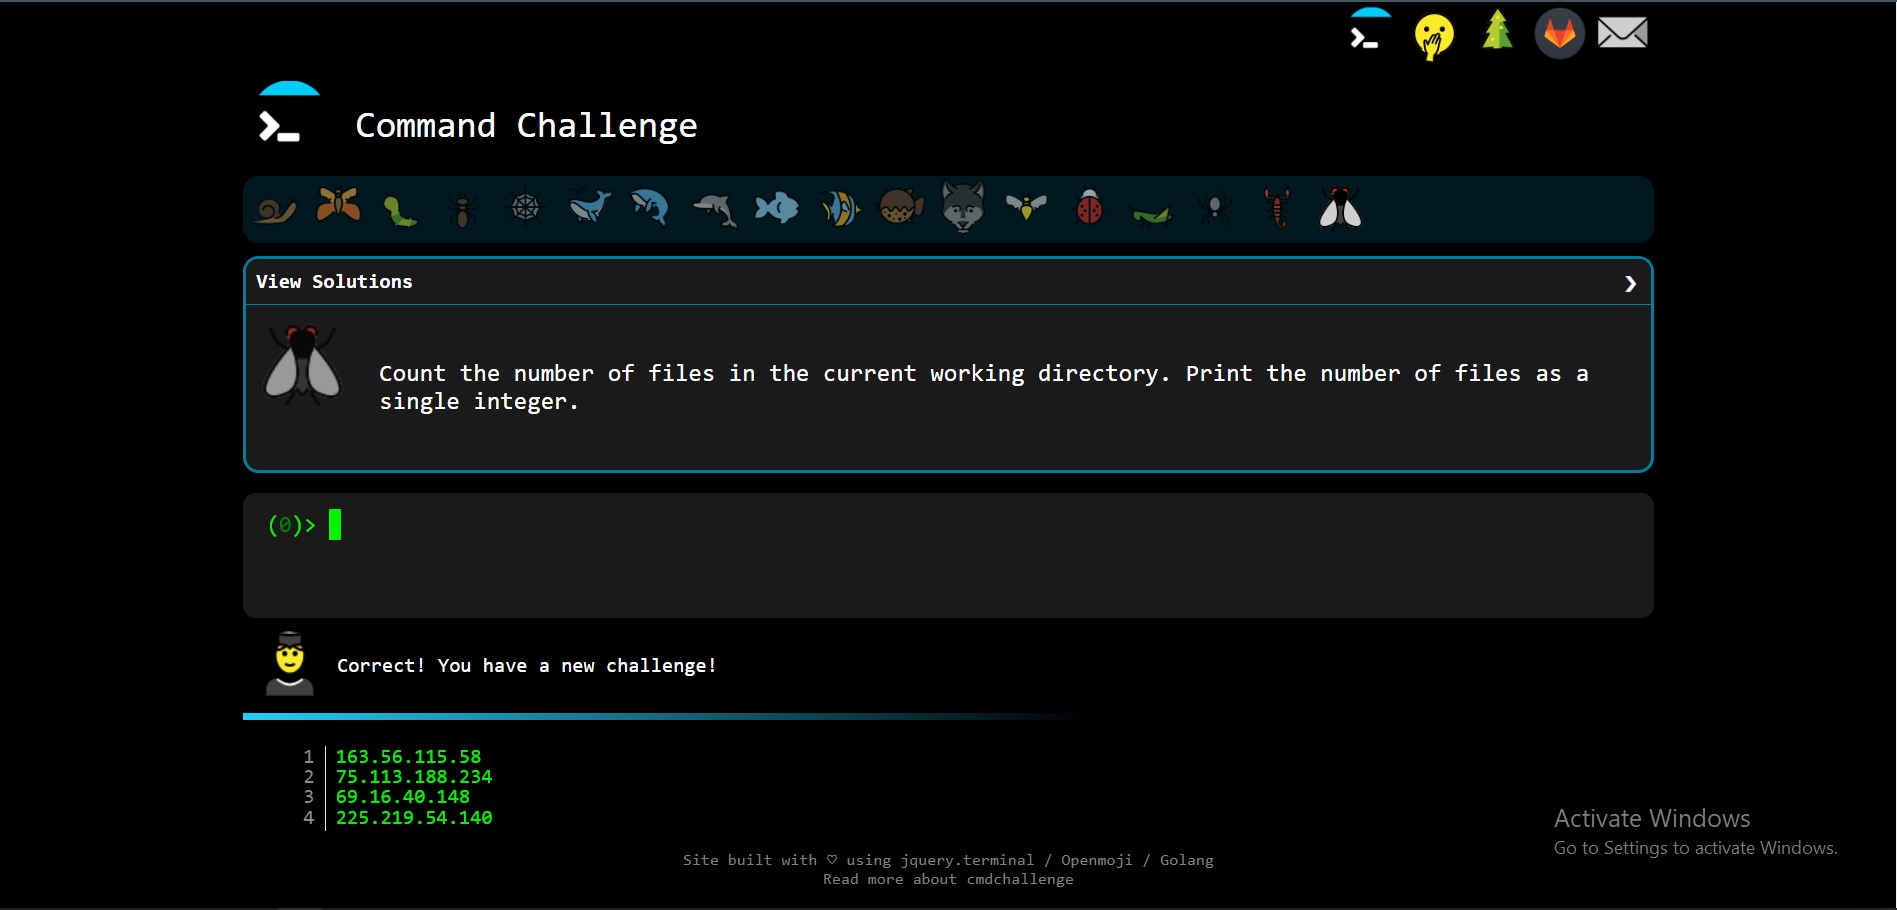 Command Challenge
View Solutions
Count the number of files in the current working directory. Print the number of files as a
single integer.
(0)>
Correct! You have a new challenge!
1 163.56.115.58
2 75.113.188.234
3 69.16.40.148
4 225.219.54.140
Activate Windows
Go to Settings to activate Windows.
Site built with ♡ using jquery.terminal / Openmoji / Golang
Read more about cmdchallenge